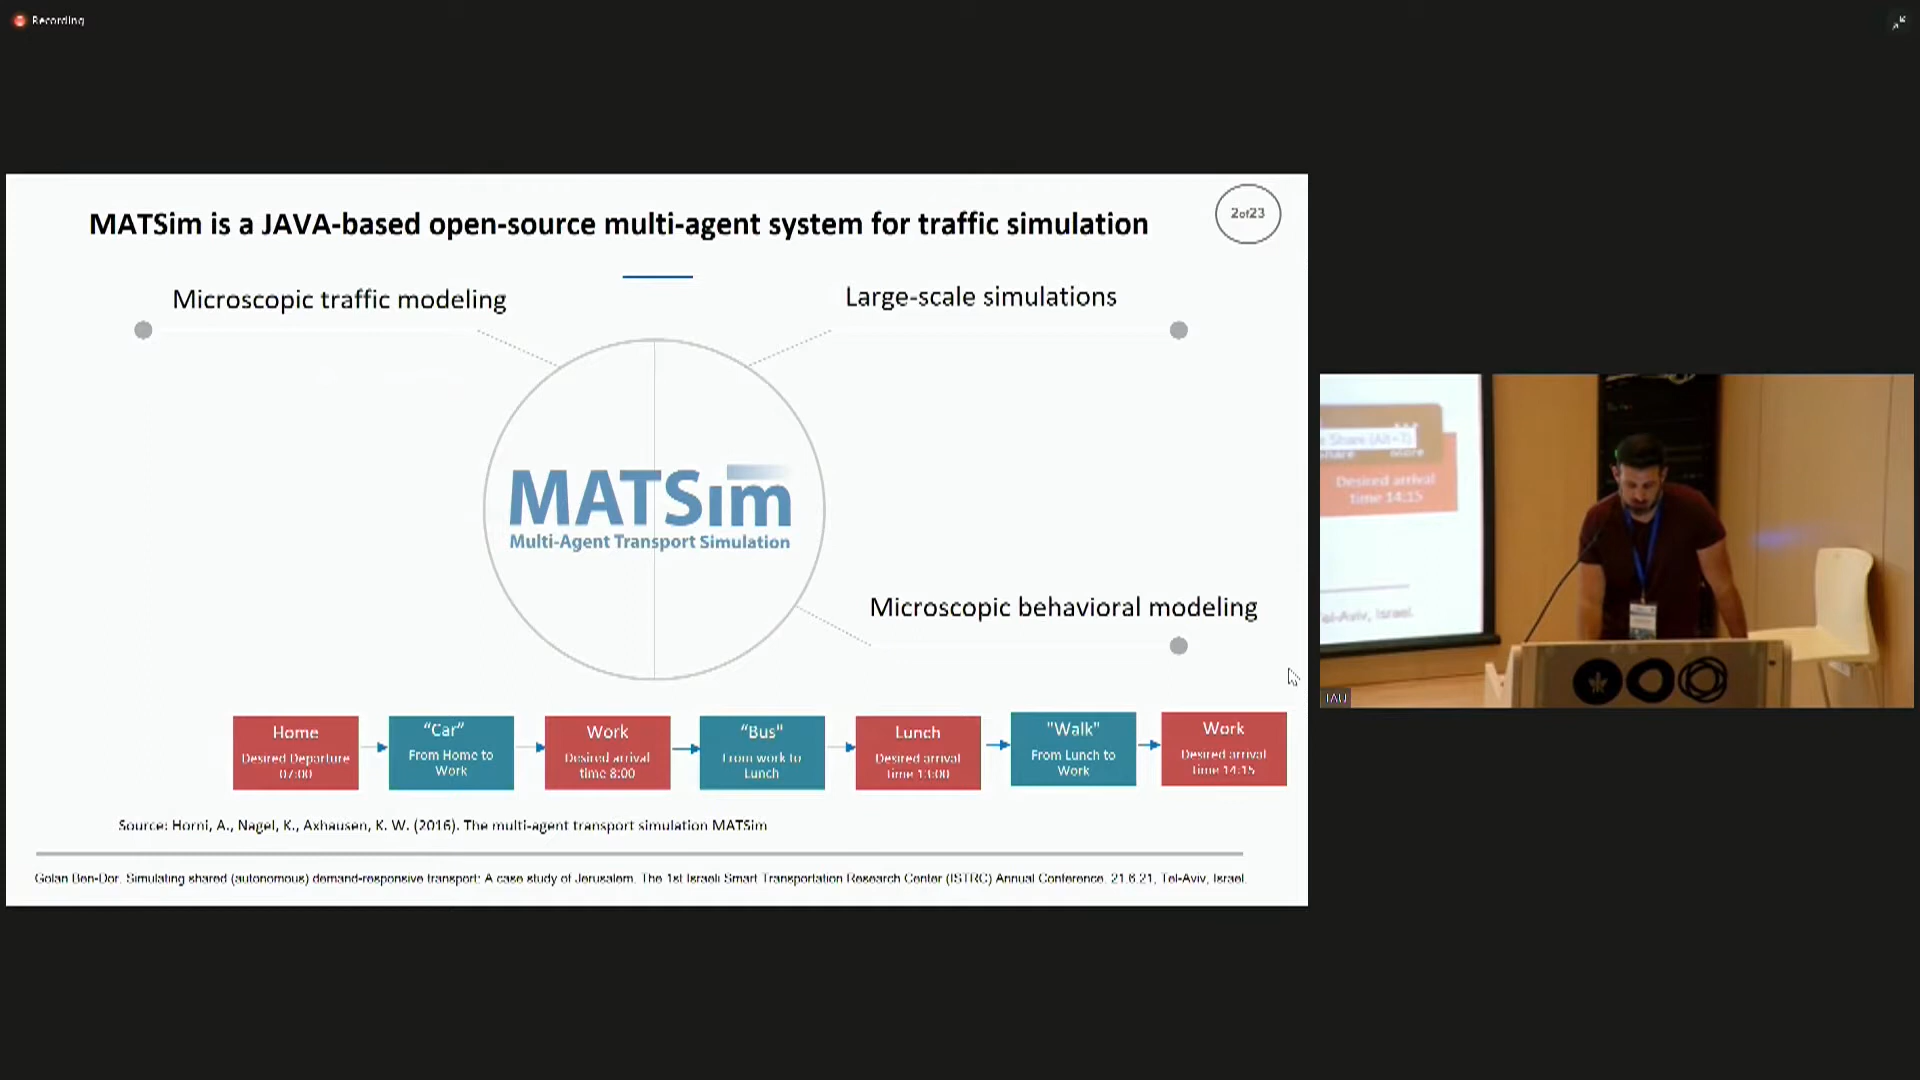 Recording
MATSim is a JAVA-based open-source multi-agent system for traffic simulation
2of23
Microscopic traffic modeling
Large-scale simulations
MATSim
Multi-Agent Transport Simulation
Microscopic behavioral modeling
Home
Desired Departure
07:00
“Car”
From Home to
Work
Work
Desired arrival
time 8:00
“Bus”
From work to
Lunch
Lunch
Desired arrival
time 13:00
"Walk"
From Lunch to
Work
Work
Desired arrival
time 14:15
Source: Horni, A., Nagel, K., Axhausen, K. W. (2016). The multi-agent transport simulation MATSim
Golan Ben-Dor. Simulating shared (autonomous) demand-responsive transport: A case study of Jerusalem. The 1st Israeli Smart Transportation Research Center (ISTRC) Annual Conference. 21.6.21, Tel-Aviv, Israel.
Share (Alt+
Desired arrival
time 14:15
Tel-Aviv, Israel.
TAU